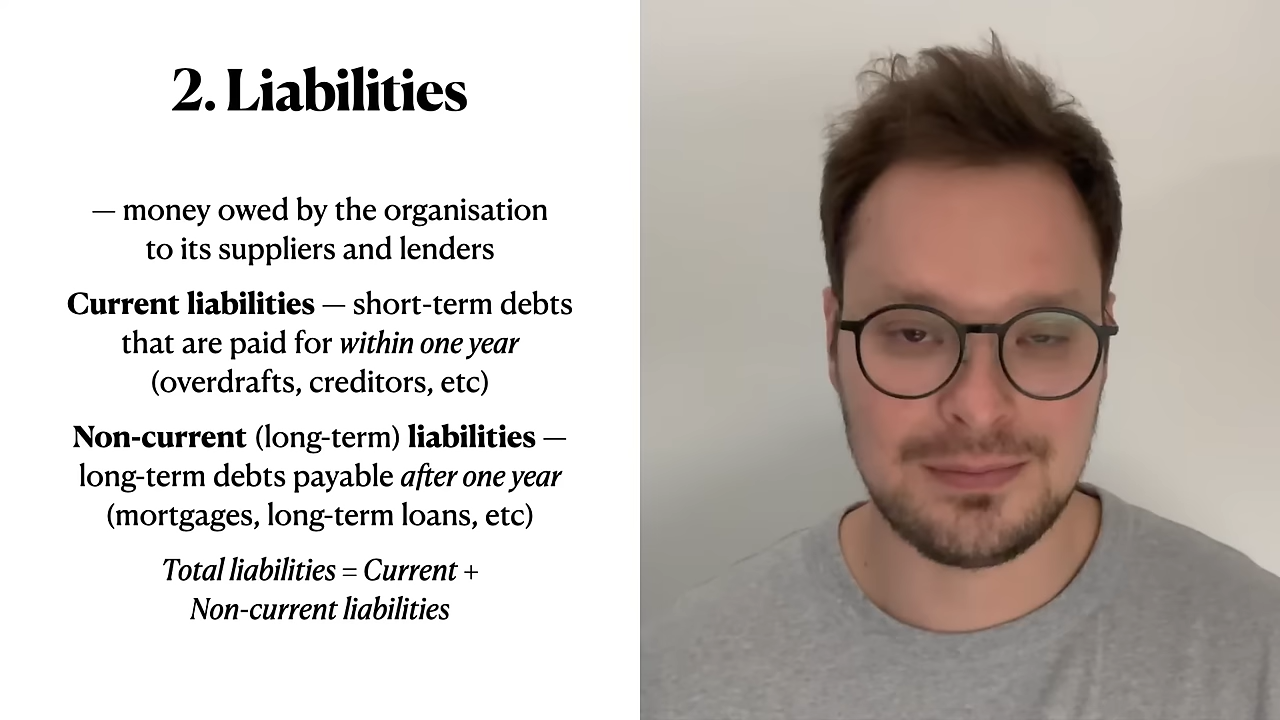 2. Liabilities
— money owed by the organisation
to its suppliers and lenders
Current liabilities — short-term debts
that are paid for within one year
(overdrafts, creditors, etc)
Non-current (long-term) liabilities —
long-term debts payable after one year
(mortgages, long-term loans, etc)
Total liabilities = Current +
Non-current liabilities